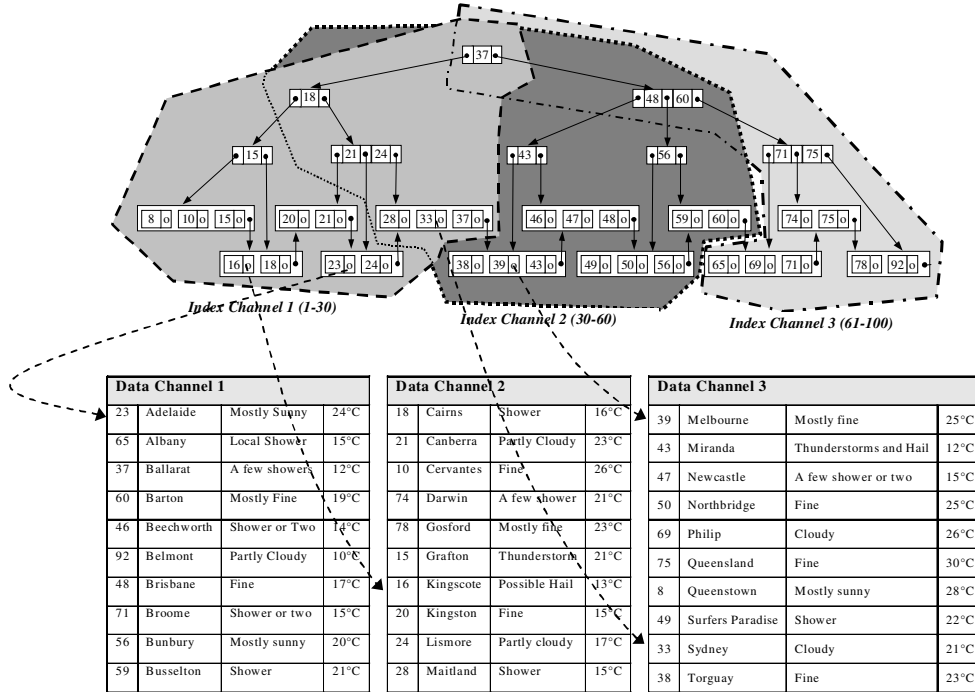 37
18
48 60
15
21 24
43
56
71 75
8 o 10 o 15 o
20 o 21 o
28 o 33 o 37 o
46 o 47 o 48 o
59 o 60 o
74 o 75 o
16 o 18 o
23 o 24 o
38 o 39 o 43 o
49 o 50 o 56 o
65 o 69 o 71 o
78 o 92 o
Index Channel 1 (1-30)
Index Channel 2 (30-60)
Index Channel 3 (61-100)
Data Channel 1
23 Adelaide Mostly Sunny 24°C
65 Albany Local Shower 15°C
37 Ballarat A few showers 12°C
60 Barton Mostly Fine 19°C
46 Beechworth Shower or Two 14°C
92 Belmont Partly Cloudy 10°C
48 Brisbane Fine 17°C
71 Broome Shower or two 15°C
56 Bunbury Mostly sunny 20°C
59 Busselton Shower 21°C
Data Channel 2
18 Cairns Shower 16°C
21 Canberra Partly Cloudy 23°C
10 Cervantes Fine 26°C
74 Darwin A few shower 21°C
78 Gosford Mostly fine 23°C
15 Grafton Thunderstorm 21°C
16 Kingscote Possible Hail 13°C
20 Kingston Fine 15°C
24 Lismore Partly cloudy 17°C
28 Maitland Shower 15°C
Data Channel 3
39 Melbourne Mostly fine 25°C
43 Miranda Thunderstorms and Hail 12°C
47 Newcastle A few shower or two 15°C
50 Northbridge Fine 25°C
69 Philip Cloudy 26°C
75 Queensland Fine 30°C
8 Queenstown Mostly sunny 28°C
49 Surfers Paradise Shower 22°C
33 Sydney Cloudy 21°C
38 Torguay Fine 23°C